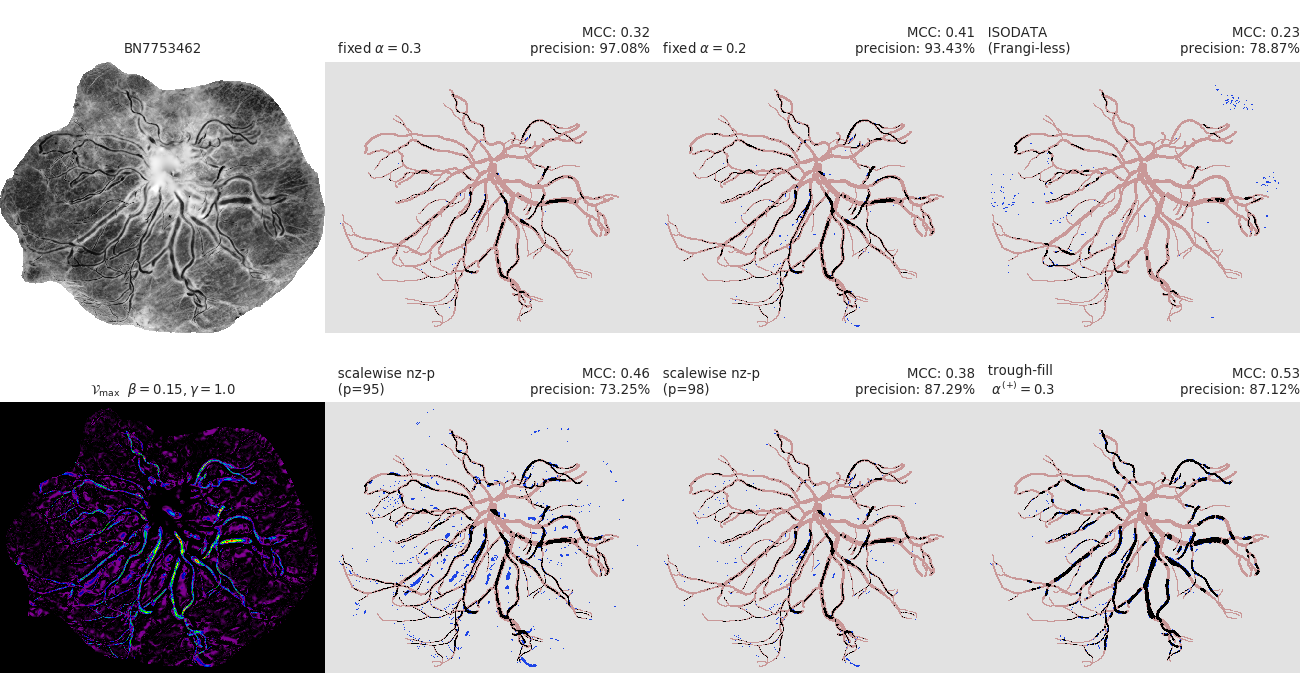 BN7753462
fixed α = 0.3
MCC: 0.32
precision: 97.08%
fixed α = 0.2
MCC: 0.41
precision: 93.43%
ISODATA
(Frangi-less)
MCC: 0.23
precision: 78.87%
𝒱max β = 0.15, γ = 1.0
scalewise nz-p
(p=95)
MCC: 0.46
precision: 73.25%
scalewise nz-p
(p=98)
MCC: 0.38
precision: 87.29%
trough-fill
α(+) = 0.3
MCC: 0.53
precision: 87.12%